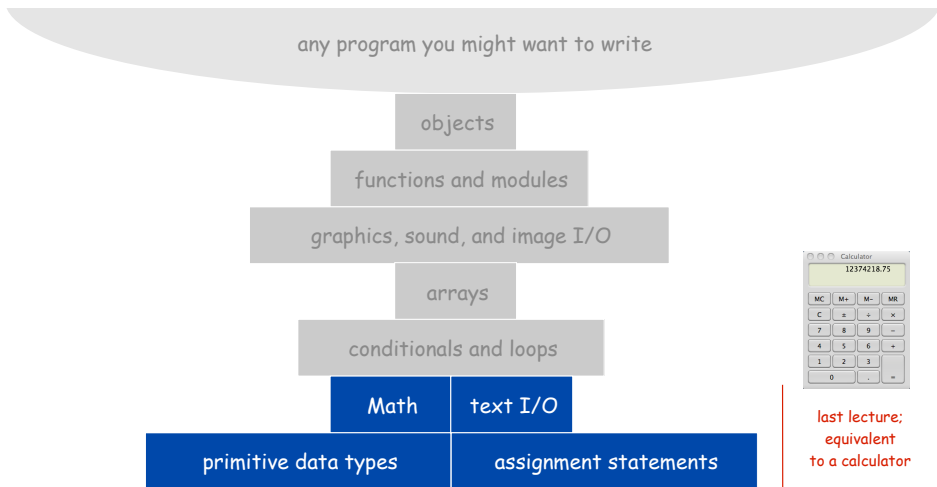 any program you might want to write
objects
functions and modules
graphics, sound, and image I/O
Calculator
12374218.75
arrays
MC M+ M- MR
C ± ÷ ×
7 8 9 −
conditionals and loops
4 5 6 +
1 2 3
0 . =
Math text I/O
last lecture;
equivalent
to a calculator
primitive data types assignment statements